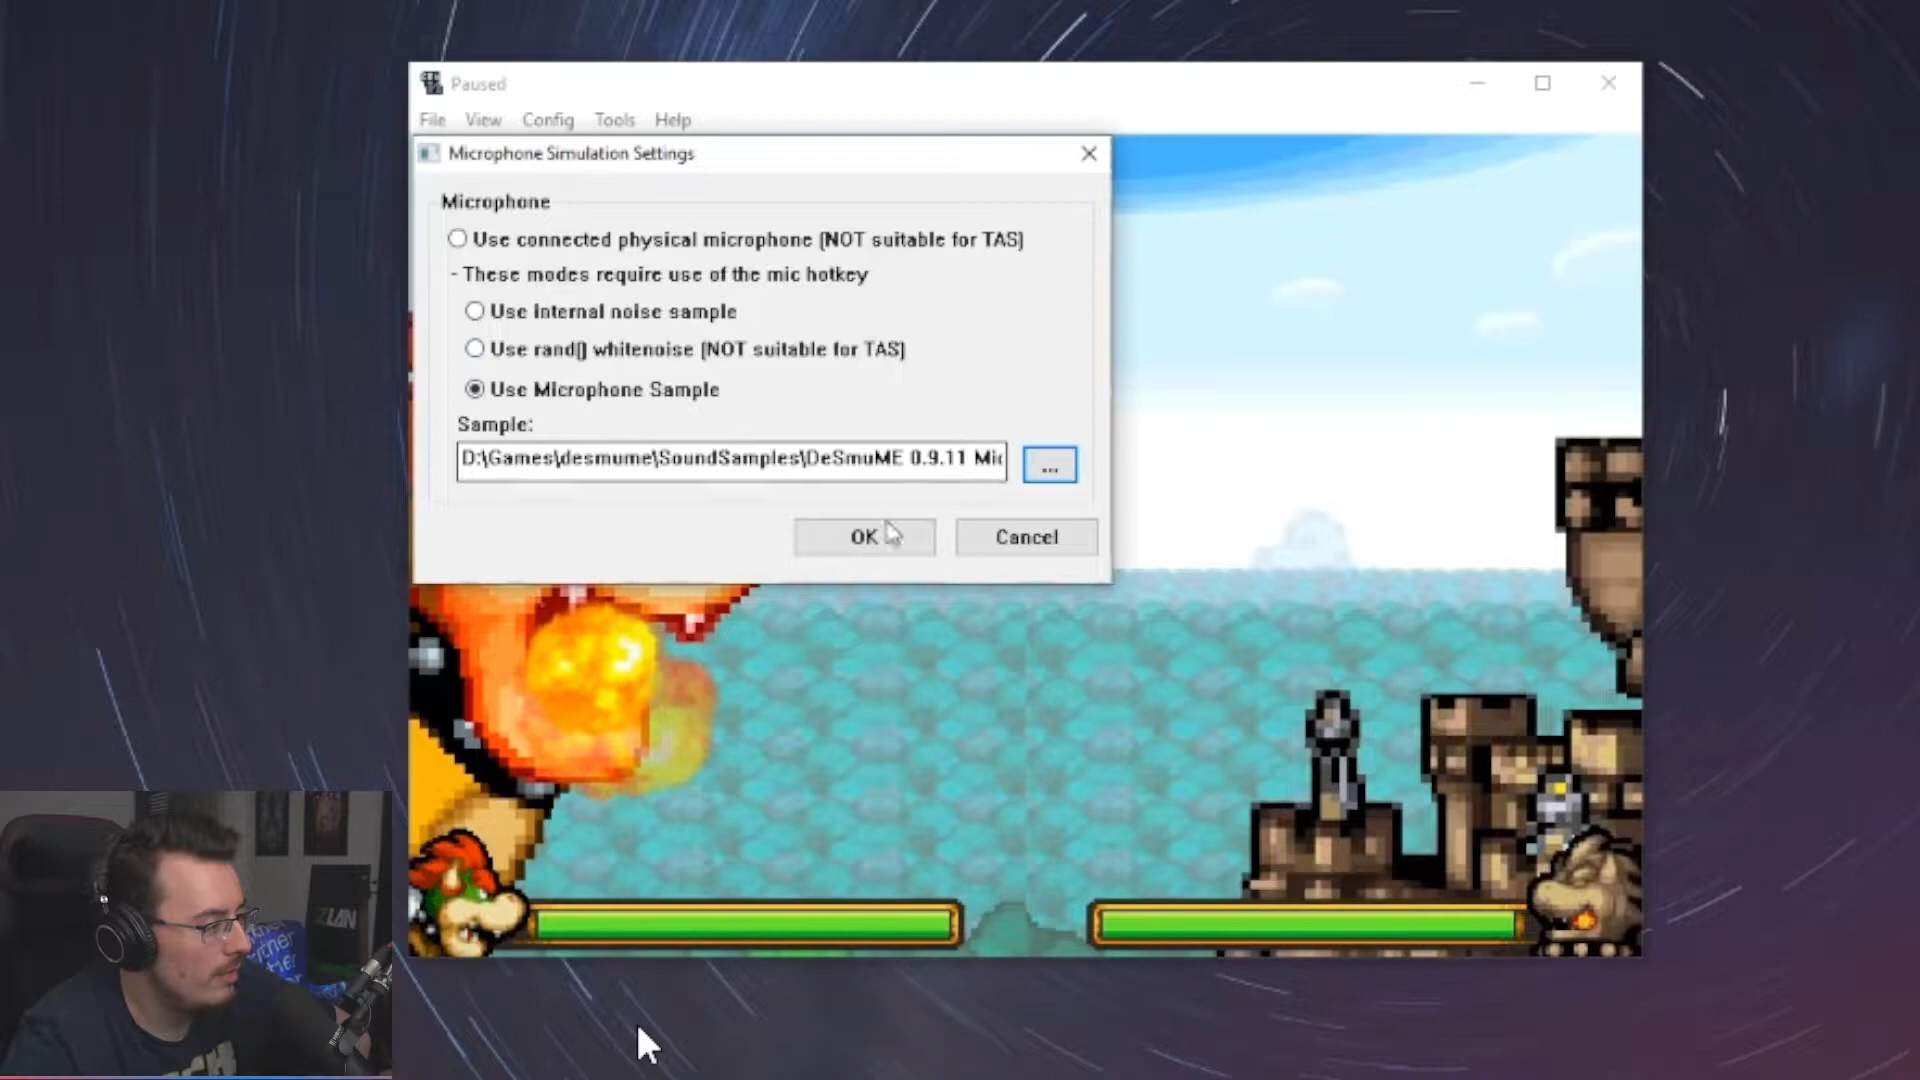 Paused
File View Config Tools Help
Microphone Simulation Settings
Microphone
Use connected physical microphone (NOT suitable for TAS)
- These modes require use of the mic hotkey
Use internal noise sample
Use rand() whitenoise (NOT suitable for TAS)
Use Microphone Sample
Sample:
D:\Games\desmume\SoundSamples\DeSmuME 0.9.11 Mic
...
OK Cancel
ZLAN